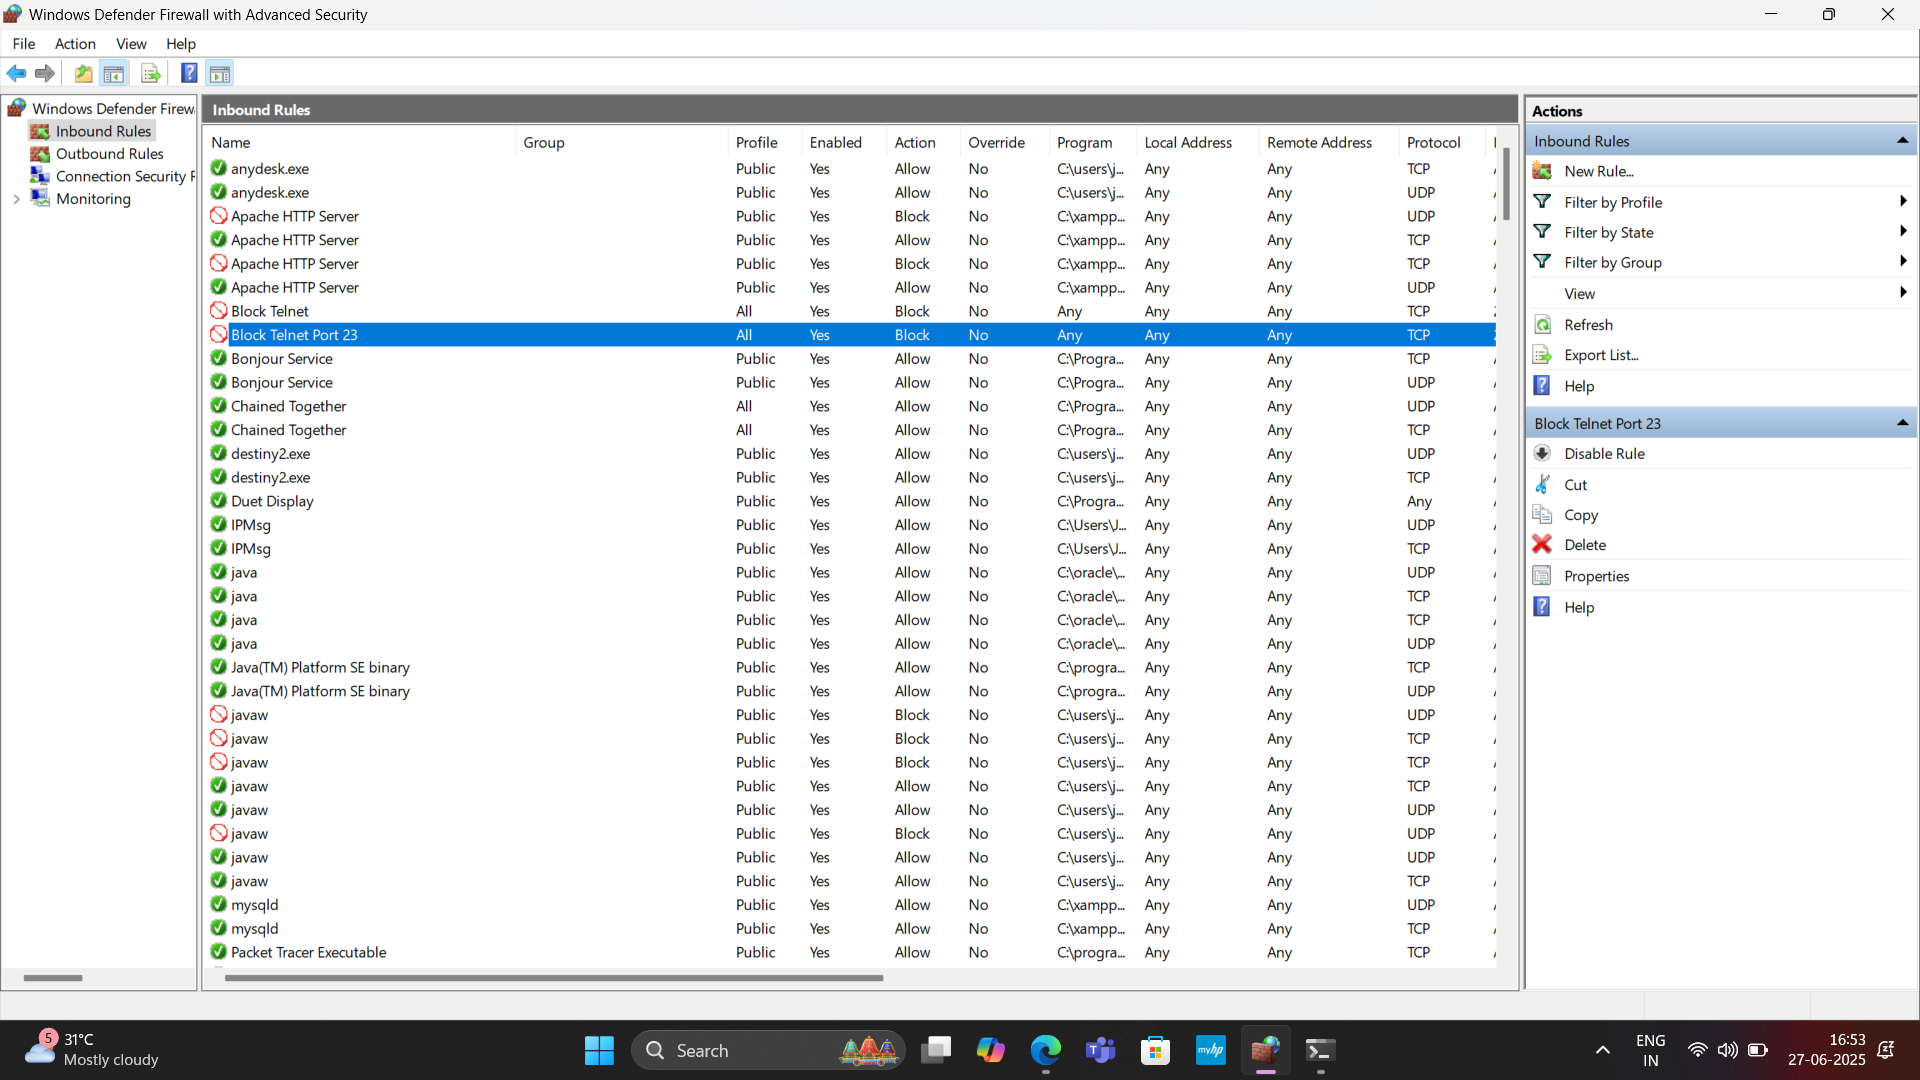 Windows Defender Firewall with Advanced Security
File Action View Help
Windows Defender Firew
Inbound Rules
Outbound Rules
Connection Security R
Monitoring
Inbound Rules
Name Group Profile Enabled Action Override Program Local Address Remote Address Protocol
anydesk.exe Public Yes Allow No C:\users\j... Any Any TCP
anydesk.exe Public Yes Allow No C:\users\j... Any Any UDP
Apache HTTP Server Public Yes Block No C:\xampp... Any Any UDP
Apache HTTP Server Public Yes Allow No C:\xampp... Any Any TCP
Apache HTTP Server Public Yes Block No C:\xampp... Any Any TCP
Apache HTTP Server Public Yes Allow No C:\xampp... Any Any UDP
Block Telnet All Yes Block No Any Any Any TCP
Block Telnet Port 23 All Yes Block No Any Any Any TCP
Bonjour Service Public Yes Allow No C:\Progra... Any Any TCP
Bonjour Service Public Yes Allow No C:\Progra... Any Any UDP
Chained Together All Yes Allow No C:\Progra... Any Any UDP
Chained Together All Yes Allow No C:\Progra... Any Any TCP
destiny2.exe Public Yes Allow No C:\users\j... Any Any UDP
destiny2.exe Public Yes Allow No C:\users\j... Any Any TCP
Duet Display Public Yes Allow No C:\Progra... Any Any Any
IPMsg Public Yes Allow No C:\Users\J... Any Any UDP
IPMsg Public Yes Allow No C:\Users\J... Any Any TCP
java Public Yes Allow No C:\oracle\... Any Any UDP
java Public Yes Allow No C:\oracle\... Any Any TCP
java Public Yes Allow No C:\oracle\... Any Any TCP
java Public Yes Allow No C:\oracle\... Any Any UDP
Java(TM) Platform SE binary Public Yes Allow No C:\progra... Any Any TCP
Java(TM) Platform SE binary Public Yes Allow No C:\progra... Any Any UDP
javaw Public Yes Block No C:\users\j... Any Any UDP
javaw Public Yes Block No C:\users\j... Any Any TCP
javaw Public Yes Block No C:\users\j... Any Any TCP
javaw Public Yes Allow No C:\users\j... Any Any TCP
javaw Public Yes Allow No C:\users\j... Any Any UDP
javaw Public Yes Block No C:\users\j... Any Any UDP
javaw Public Yes Allow No C:\users\j... Any Any UDP
javaw Public Yes Allow No C:\users\j... Any Any TCP
mysqld Public Yes Allow No C:\xampp... Any Any UDP
mysqld Public Yes Allow No C:\xampp... Any Any TCP
Packet Tracer Executable Public Yes Allow No C:\progra... Any Any TCP
Actions
Inbound Rules
New Rule...
Filter by Profile
Filter by State
Filter by Group
View
Refresh
Export List...
Help
Block Telnet Port 23
Disable Rule
Cut
Copy
Delete
Properties
Help
5
31°C
Mostly cloudy
Search
myhp
ENG
IN
16:53
27-06-2025